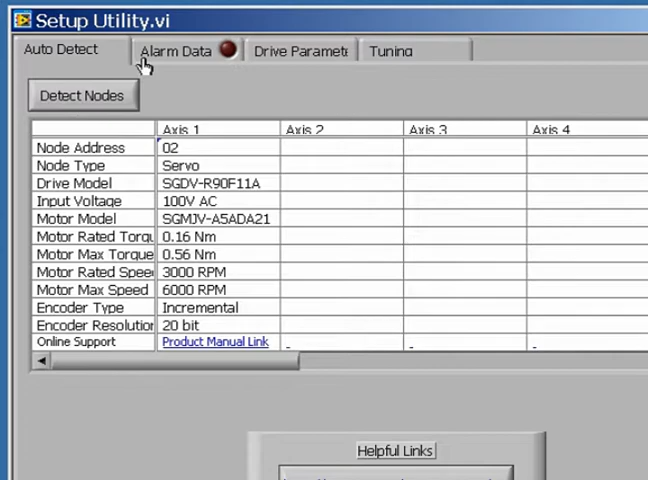 Setup Utility.vi
Auto Detect Alarm Data Drive Paramet Tuning
Detect Nodes
Axis 1 Axis 2 Axis 3 Axis 4
Node Address 02
Node Type Servo
Drive Model SGDV-R90F11A
Input Voltage 100V AC
Motor Model SGMJV-A5ADA21
Motor Rated Torqu 0.16 Nm
Motor Max Torque 0.56 Nm
Motor Rated Speed 3000 RPM
Motor Max Speed 6000 RPM
Encoder Type Incremental
Encoder Resolution 20 bit
Online Support Product Manual Link - - -
Helpful Links